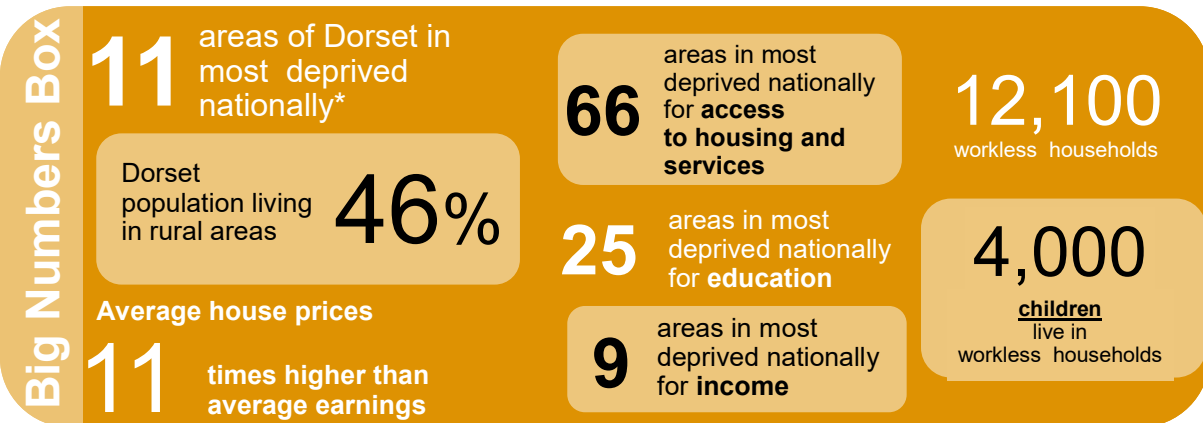 Big Numbers Box
11
areas of Dorset in
most deprived
nationally*
Dorset
population living
in rural areas
46%
Average house prices
11
times higher than
average earnings
66
areas in most
deprived nationally
for access
to housing and
services
25
areas in most
deprived nationally
for education
9
areas in most
deprived nationally
for income
12,100
workless households
4,000
children
live in
workless households